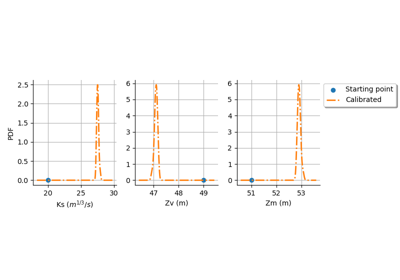 PDF
2.5
2.0
1.5
1.0
0.5
0.0
20 25 30
Ks (m^{1/3}/s)
6
5
4
3
2
1
0
47 48 49
Zv (m)
6
5
4
3
2
1
0
51 52 53
Zm (m)
Starting point
Calibrated